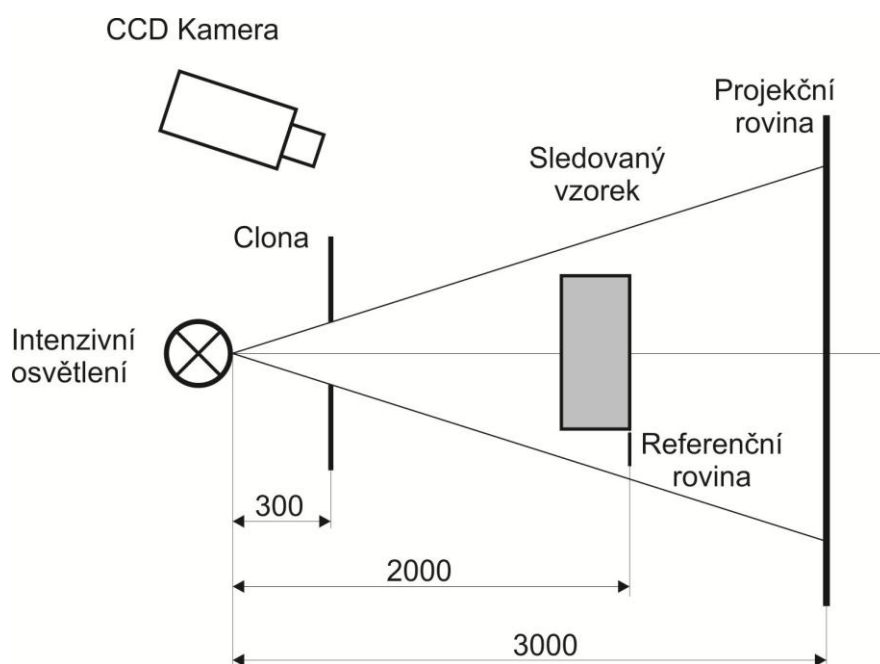 CCD Kamera
Projekční
rovina
Sledovaný
vzorek
Clona
Intenzivní
osvětlení
Referenční
rovina
300
2000
3000